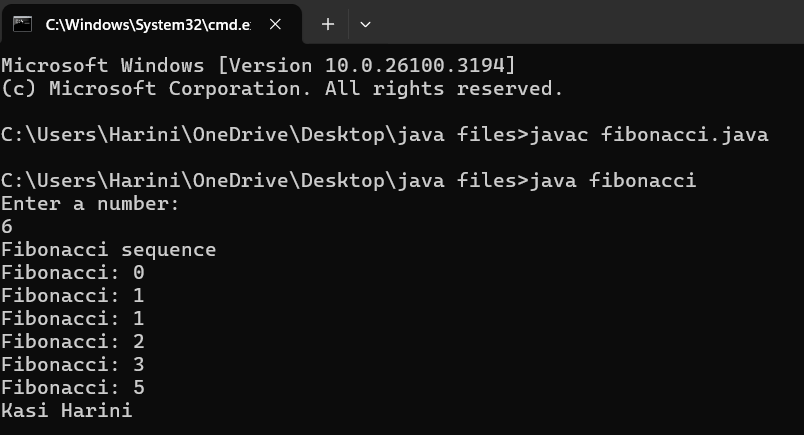 C:\Windows\System32\cmd.e
Microsoft Windows [Version 10.0.26100.3194]
(c) Microsoft Corporation. All rights reserved.
C:\Users\Harini\OneDrive\Desktop\java files>javac fibonacci.java
C:\Users\Harini\OneDrive\Desktop\java files>java fibonacci
Enter a number:
6
Fibonacci sequence
Fibonacci: 0
Fibonacci: 1
Fibonacci: 1
Fibonacci: 2
Fibonacci: 3
Fibonacci: 5
Kasi Harini